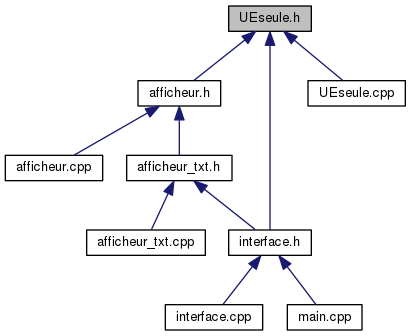 UEseule.h
afficheur.h
UEseule.cpp
afficheur.cpp
afficheur_txt.h
afficheur_txt.cpp
interface.h
interface.cpp
main.cpp